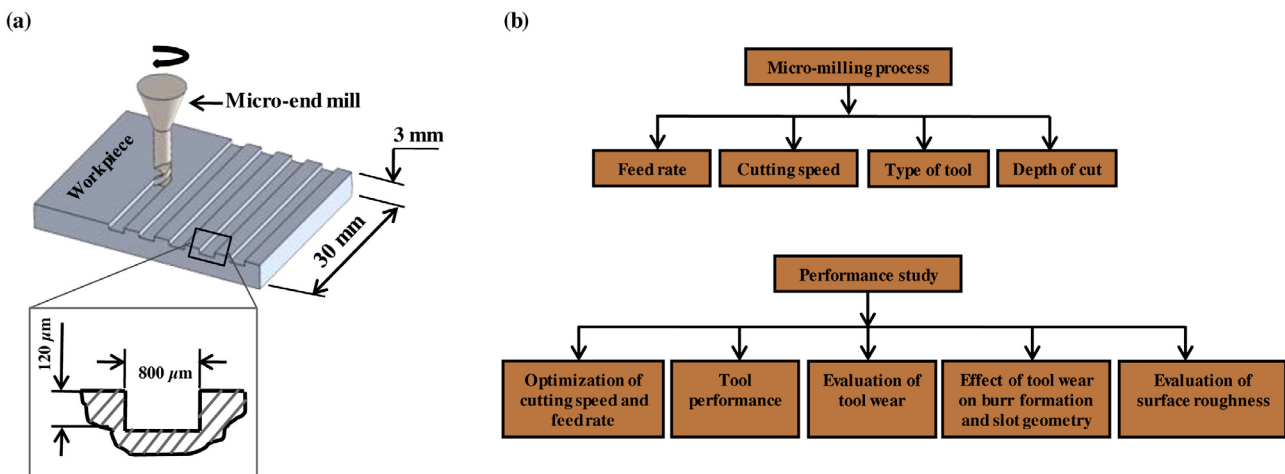 (a)
Micro-end mill
Workpiece
3 mm
30 mm
120 µm
800 µm
(b)
Micro-milling process
Feed rate
Cutting speed
Type of tool
Depth of cut
Performance study
Optimization of
cutting speed and
feed rate
Tool
performance
Evaluation of
tool wear
Effect of tool wear
on burr formation
and slot geometry
Evaluation of
surface roughness